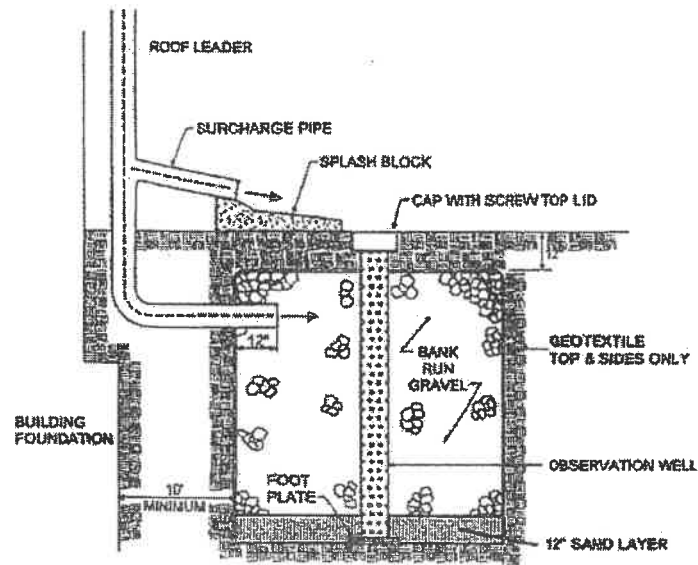 ROOF LEADER
SURCHARGE PIPE
SPLASH BLOCK
CAP WITH SCREW TOP LID
12"
12"
GEOTEXTILE
TOP & SIDES ONLY
BANK
RUN
GRAVEL
BUILDING
FOUNDATION
OBSERVATION WELL
FOOT
PLATE
10'
MINIMUM
12" SAND LAYER